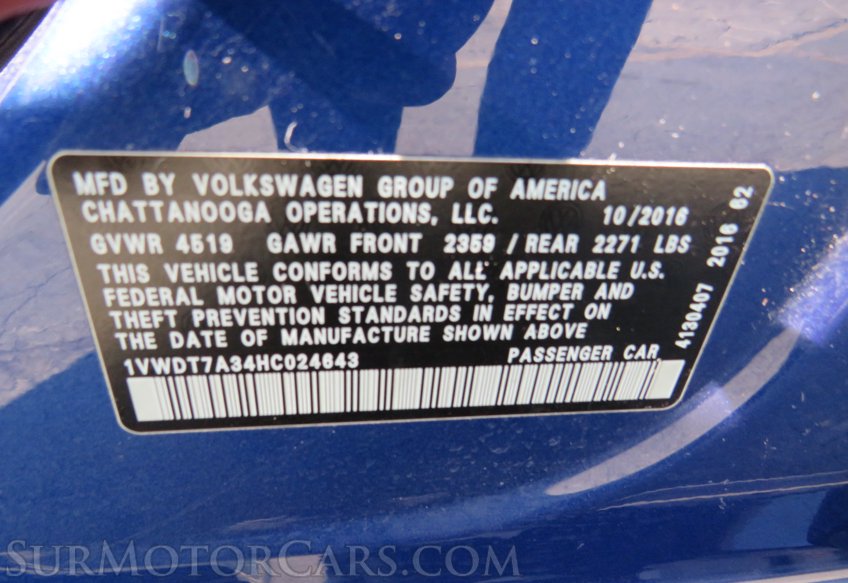 MFD BY VOLKSWAGEN GROUP OF AMERICA
CHATTANOOGA OPERATIONS, LLC. 10/2016
GVWR 4519 GAWR FRONT 2359 / REAR 2271 LBS
THIS VEHICLE CONFORMS TO ALL APPLICABLE U.S.
FEDERAL MOTOR VEHICLE SAFETY, BUMPER AND
THEFT PREVENTION STANDARDS IN EFFECT ON
THE DATE OF MANUFACTURE SHOWN ABOVE
1VWDT7A34HC024643 PASSENGER CAR
4130407 2016 62
SurMotorCars.com